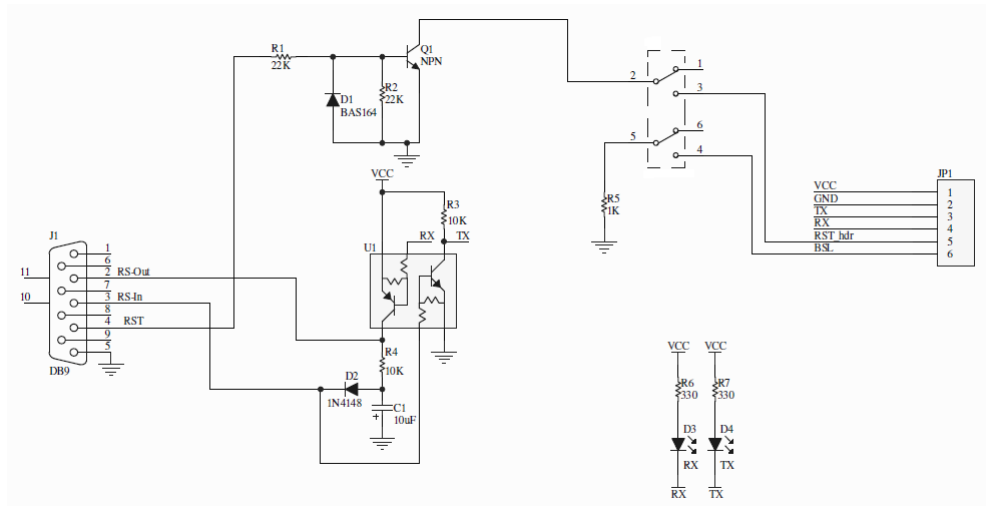 R1
22K
Q1
NPN
D1
BAS164
R2
22K
2
1
3
5
6
4
R5
1K
VCC
R3
10K
RX
TX
U1
J1
1
6
11
2
RS-Out
7
10
3
RS-In
8
4
RST
9
5
DB9
R4
10K
D2
1N4148
C1
+
10uF
JP1
VCC
1
GND
2
TX
3
RX
4
RST_hdr
5
BSL
6
VCC
VCC
R6
330
R7
330
D3
D4
RX
TX
RX
TX